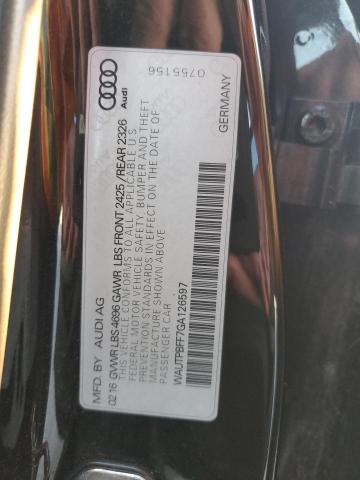 Audi
MFD. BY AUDI AG
02 16 GVWR LBS 4696 GAWR LBS FRONT 2425 /REAR 2326
THIS VEHICLE CONFORMS TO ALL APPLICABLE U.S
FEDERAL MOTOR VEHICLE SAFETY, BUMPER AND THEFT
PREVENTION STANDARDS IN EFFECT ON THE DATE OF
MANUFACTURE SHOWN ABOVE
PASSENGER CAR
WAUTPBFF7GA126597
GERMANY
0755156